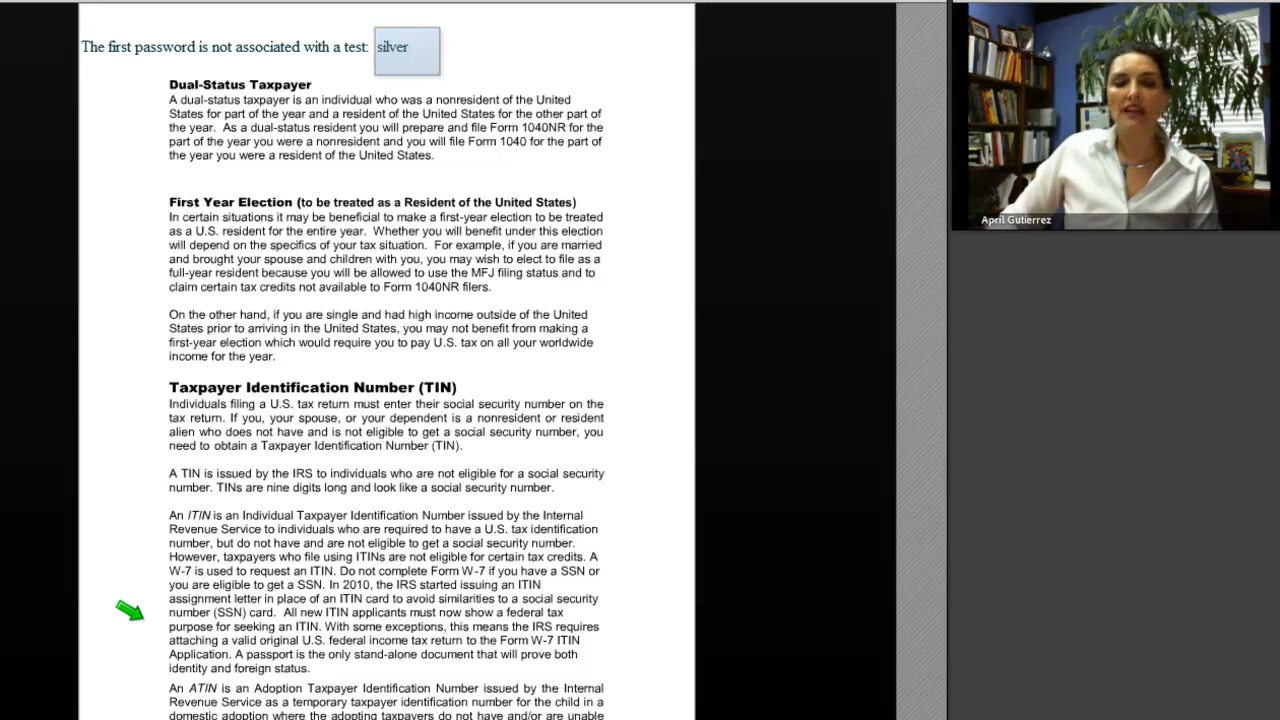 The first password is not associated with a test: silver
Dual-Status Taxpayer
A dual-status taxpayer is an individual who was a nonresident of the United
States for part of the year and a resident of the United States for the other part of
the year. As a dual-status resident you will prepare and file Form 1040NR for the
part of the year you were a nonresident and you will file Form 1040 for the part of
the year you were a resident of the United States.
First Year Election (to be treated as a Resident of the United States)
In certain situations it may be beneficial to make a first-year election to be treated
as a U.S. resident for the entire year. Whether you will benefit under this election
will depend on the specifics of your tax situation. For example, if you are married
and brought your spouse and children with you, you may wish to elect to file as a
full-year resident because you will be allowed to use the MFJ filing status and to
claim certain tax credits not available to Form 1040NR filers.
On the other hand, if you are single and had high income outside of the United
States prior to arriving in the United States, you may not benefit from making a
first-year election which would require you to pay U.S. tax on all your worldwide
income for the year.
Taxpayer Identification Number (TIN)
Individuals filing a U.S. tax return must enter their social security number on the
tax return. If you, your spouse, or your dependent is a nonresident or resident
alien who does not have and is not eligible to get a social security number, you
need to obtain a Taxpayer Identification Number (TIN).
A TIN is issued by the IRS to individuals who are not eligible for a social security
number. TINs are nine digits long and look like a social security number.
An ITIN is an Individual Taxpayer Identification Number issued by the Internal
Revenue Service to individuals who are required to have a U.S. tax identification
number, but do not have and are not eligible to get a social security number.
However, taxpayers who file using ITINs are not eligible for certain tax credits. A
W-7 is used to request an ITIN. Do not complete Form W-7 if you have a SSN or
you are eligible to get a SSN. In 2010, the IRS started issuing an ITIN
assignment letter in place of an ITIN card to avoid similarities to a social security
number (SSN) card. All new ITIN applicants must now show a federal tax
purpose for seeking an ITIN. With some exceptions, this means the IRS requires
attaching a valid original U.S. federal income tax return to the Form W-7 ITIN
Application. A passport is the only stand-alone document that will prove both
identity and foreign status.
An ATIN is an Adoption Taxpayer Identification Number issued by the Internal
Revenue Service as a temporary taxpayer identification number for the child in a
domestic adoption where the adopting taxpayers do not have and/or are unable
April Gutierrez